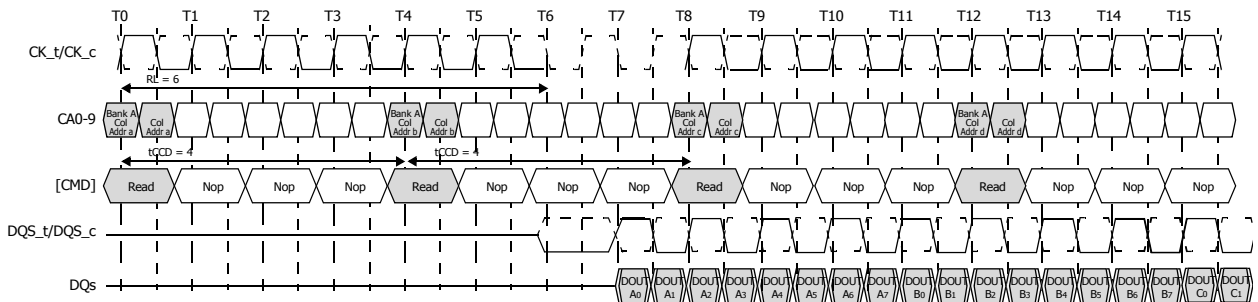 T0 T1 T2 T3 T4 T5 T6 T7 T8 T9 T10 T11 T12 T13 T14 T15
CK_t/CK_c
RL = 6
CA0-9
Bank A Col Addr a
Col Addr a
Bank A Col Addr b
Col Addr b
Bank A Col Addr c
Col Addr c
Bank A Col Addr d
Col Addr d
tCCD = 4 tCCD = 4
[CMD] Read Nop Nop Nop Read Nop Nop Nop Read Nop Nop Nop Read Nop Nop Nop
DQS_t/DQS_c
DQs
DOUT A0
DOUT A1
DOUT A2
DOUT A3
DOUT A4
DOUT A5
DOUT A6
DOUT A7
DOUT B0
DOUT B1
DOUT B2
DOUT B3
DOUT B4
DOUT B5
DOUT B6
DOUT B7
DOUT C0
DOUT C1